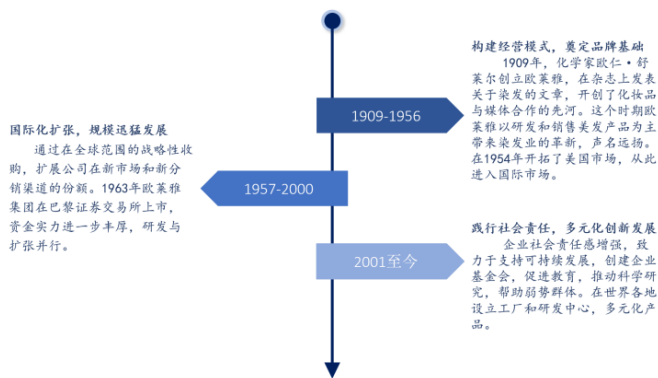 构建经营模式，奠定品牌基础
1909年，化学家欧仁·舒
莱尔创立欧莱雅，在杂志上发表
关于染发的文章，开创了化妆品
与媒体合作的先河。这个时期欧
莱雅以研发和销售美发产品为主
带来染发业的革新，声名远扬。
在1954年开拓了美国市场，从此
进入国际市场。
1909-1956
国际化扩张，规模迅猛发展
通过在全球范围的战略性收
购，扩展公司在新市场和新分
销渠道的份额。1963年欧莱雅
集团在巴黎证券交易所上市，
资金实力进一步丰厚，研发与
扩张并行。
1957-2000
践行社会责任，多元化创新发展
企业社会责任感增强，致
力于支持可持续发展，创建企业
基金会，促进教育，推动科学研
究，帮助弱势群体。在世界各地
设立工厂和研发中心，多元化产
品。
2001至今